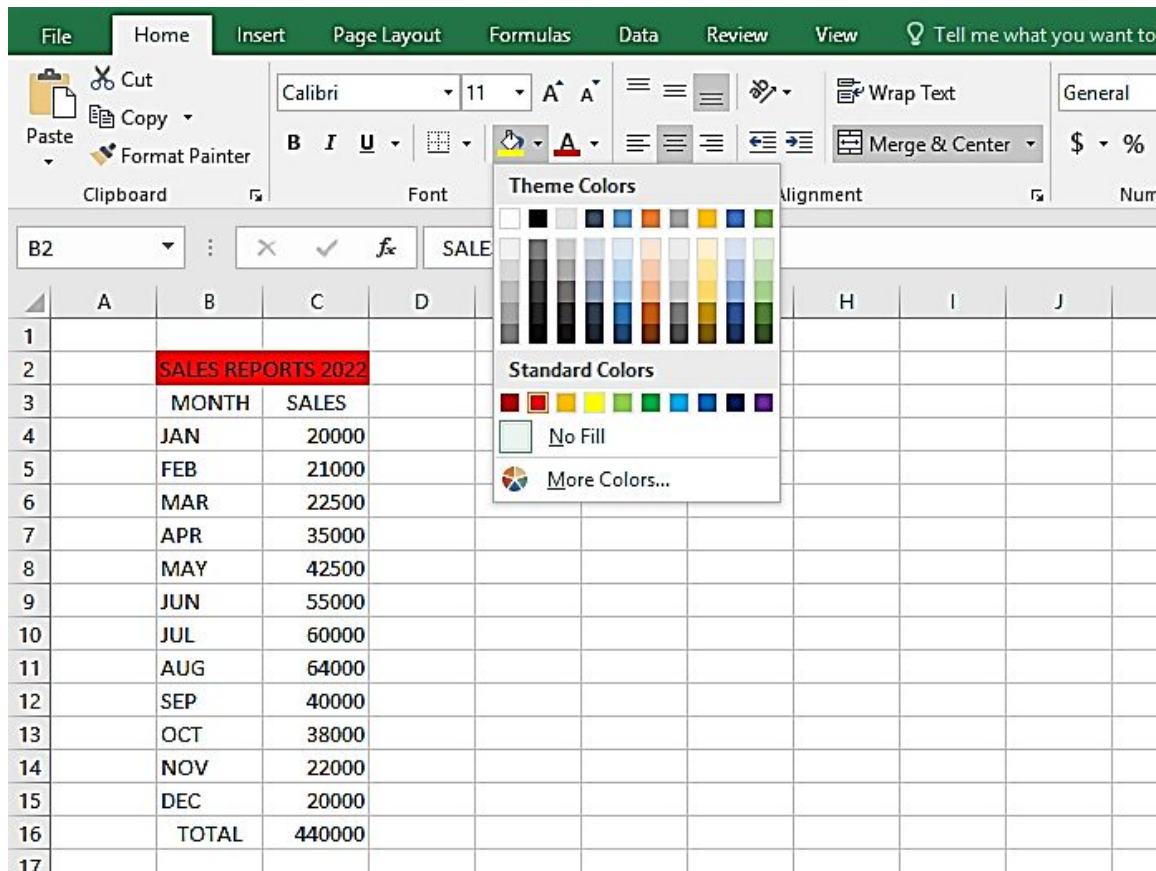 File Home Insert Page Layout Formulas Data Review View Tell me what you want to
Cut
Copy
Paste
Format Painter
Clipboard
Calibri 11 A A
B I U A
Font
Wrap Text
Merge & Center
Alignment
General
$ %
Num
Theme Colors
Standard Colors
No Fill
More Colors...
B2 fx SALE
A B C D H I J
1
2 SALES REPORTS 2022
3 MONTH SALES
4 JAN 20000
5 FEB 21000
6 MAR 22500
7 APR 35000
8 MAY 42500
9 JUN 55000
10 JUL 60000
11 AUG 64000
12 SEP 40000
13 OCT 38000
14 NOV 22000
15 DEC 20000
16 TOTAL 440000
17